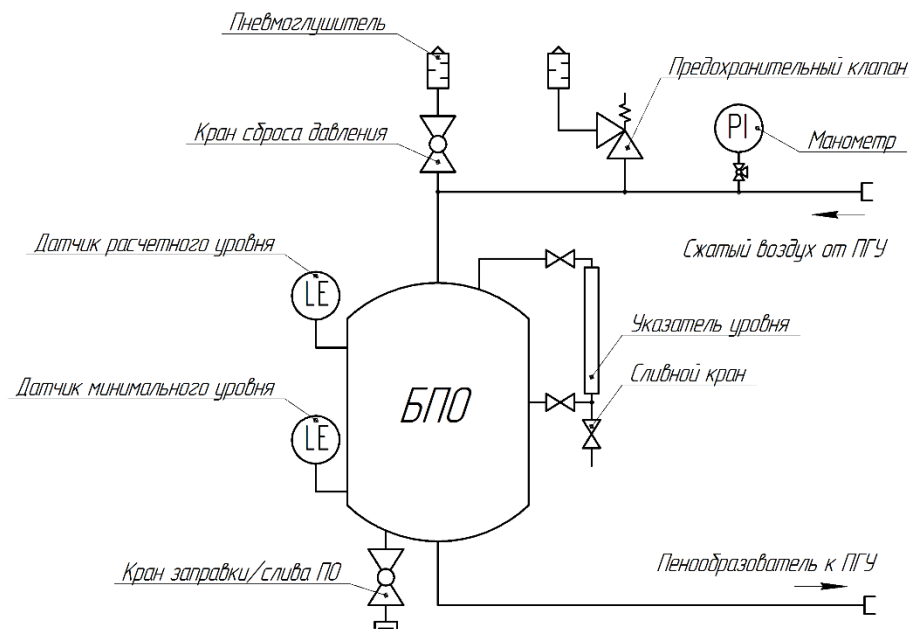 Пневмоглушитель
Предохранительный клапан
Кран сброса давления
PI
Манометр
Датчик расчетного уровня
Сжатый воздух от ПГУ
LE
Указатель уровня
Датчик минимального уровня
Сливной кран
БПО
LE
Кран заправки/слива ПО
Пенообразователь к ПГУ